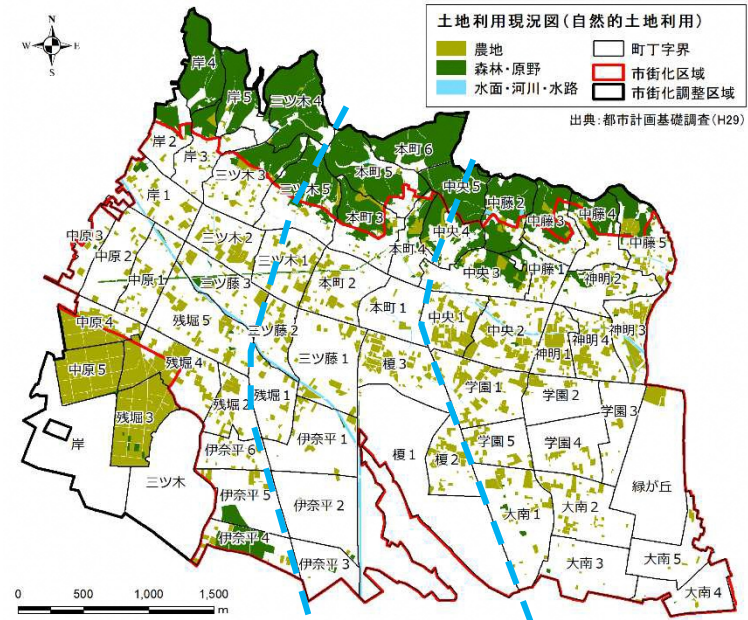 土地利用現況図(自然的土地利用)
農地
森林・原野
水面・河川・水路
町丁字界
市街化区域
市街化調整区域
出典:都市計画基礎調査(H29)
N
W
E
S
岸4
岸5
三ツ木4
本町6
岸2
岸3
本町5
中央5
三ツ木3
三ツ木5
中藤2
岸1
本町3
中藤3
中藤4
中原3
三ツ木2
本町4
中央4
中藤5
中原2
三ツ木1
中央3
中藤1
中原1
三ツ藤3
本町2
神明2
中原4
残堀5
本町1
中央1
中央2
神明3
三ツ藤2
神明4
中原5
残堀4
三ツ藤1
榎3
神明1
残堀3
残堀2
残堀1
学園1
学園2
学園3
岸
伊奈平6
伊奈平1
榎1
榎2
学園5
学園4
三ツ木
伊奈平5
伊奈平2
緑が丘
大南1
大南2
伊奈平4
伊奈平3
大南3
大南5
大南4
0 500 1,000 1,500
m